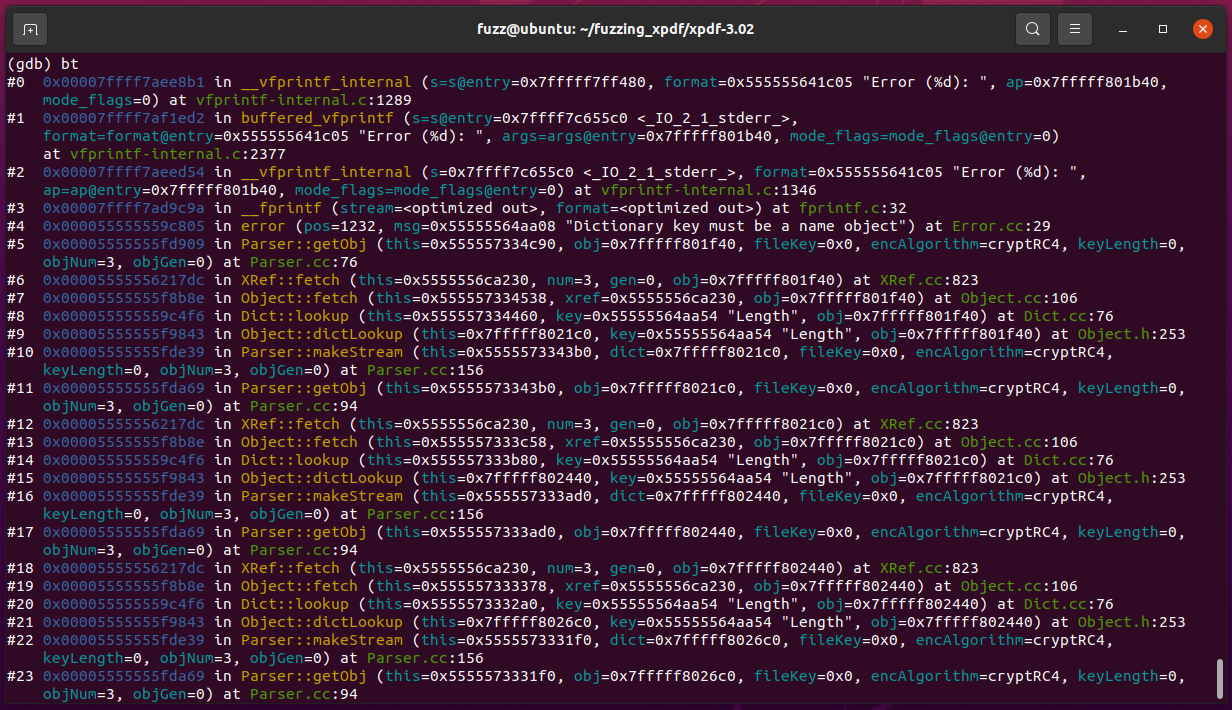 fuzz@ubuntu: ~/fuzzing_xpdf/xpdf-3.02
(gdb) bt
#0  0x00007ffff7aee8b1 in __vfprintf_internal (s=s@entry=0x7fffff7ff480, format=0x555555641c05 "Error (%d): ", ap=0x7fffff801b40,
    mode_flags=0) at vfprintf-internal.c:1289
#1  0x00007ffff7af1ed2 in buffered_vfprintf (s=s@entry=0x7ffff7c655c0 <_IO_2_1_stderr_>,
    format=format@entry=0x555555641c05 "Error (%d): ", args=args@entry=0x7fffff801b40, mode_flags=mode_flags@entry=0)
    at vfprintf-internal.c:2377
#2  0x00007ffff7aeed54 in __vfprintf_internal (s=0x7ffff7c655c0 <_IO_2_1_stderr_>, format=0x555555641c05 "Error (%d): ",
    ap=ap@entry=0x7fffff801b40, mode_flags=mode_flags@entry=0) at vfprintf-internal.c:1346
#3  0x00007ffff7ad9c9a in __fprintf (stream=<optimized out>, format=<optimized out>) at fprintf.c:32
#4  0x000055555559c805 in error (pos=1232, msg=0x55555564aa08 "Dictionary key must be a name object") at Error.cc:29
#5  0x00005555555fd909 in Parser::getObj (this=0x555557334c90, obj=0x7fffff801f40, fileKey=0x0, encAlgorithm=cryptRC4, keyLength=0,
    objNum=3, objGen=0) at Parser.cc:76
#6  0x00005555556217dc in XRef::fetch (this=0x5555556ca230, num=3, gen=0, obj=0x7fffff801f40) at XRef.cc:823
#7  0x00005555555f8b8e in Object::fetch (this=0x555557334538, xref=0x5555556ca230, obj=0x7fffff801f40) at Object.cc:106
#8  0x000055555559c4f6 in Dict::lookup (this=0x555557334460, key=0x55555564aa54 "Length", obj=0x7fffff801f40) at Dict.cc:76
#9  0x00005555555f9843 in Object::dictLookup (this=0x7fffff8021c0, key=0x55555564aa54 "Length", obj=0x7fffff801f40) at Object.h:253
#10 0x00005555555fde39 in Parser::makeStream (this=0x5555573343b0, dict=0x7fffff8021c0, fileKey=0x0, encAlgorithm=cryptRC4,
    keyLength=0, objNum=3, objGen=0) at Parser.cc:156
#11 0x00005555555fda69 in Parser::getObj (this=0x5555573343b0, obj=0x7fffff8021c0, fileKey=0x0, encAlgorithm=cryptRC4, keyLength=0,
    objNum=3, objGen=0) at Parser.cc:94
#12 0x00005555556217dc in XRef::fetch (this=0x5555556ca230, num=3, gen=0, obj=0x7fffff8021c0) at XRef.cc:823
#13 0x00005555555f8b8e in Object::fetch (this=0x555557333c58, xref=0x5555556ca230, obj=0x7fffff8021c0) at Object.cc:106
#14 0x000055555559c4f6 in Dict::lookup (this=0x555557333b80, key=0x55555564aa54 "Length", obj=0x7fffff8021c0) at Dict.cc:76
#15 0x00005555555f9843 in Object::dictLookup (this=0x7fffff802440, key=0x55555564aa54 "Length", obj=0x7fffff8021c0) at Object.h:253
#16 0x00005555555fde39 in Parser::makeStream (this=0x555557333ad0, dict=0x7fffff802440, fileKey=0x0, encAlgorithm=cryptRC4,
    keyLength=0, objNum=3, objGen=0) at Parser.cc:156
#17 0x00005555555fda69 in Parser::getObj (this=0x555557333ad0, obj=0x7fffff802440, fileKey=0x0, encAlgorithm=cryptRC4, keyLength=0,
    objNum=3, objGen=0) at Parser.cc:94
#18 0x00005555556217dc in XRef::fetch (this=0x5555556ca230, num=3, gen=0, obj=0x7fffff802440) at XRef.cc:823
#19 0x00005555555f8b8e in Object::fetch (this=0x555557333378, xref=0x5555556ca230, obj=0x7fffff802440) at Object.cc:106
#20 0x000055555559c4f6 in Dict::lookup (this=0x5555573332a0, key=0x55555564aa54 "Length", obj=0x7fffff802440) at Dict.cc:76
#21 0x00005555555f9843 in Object::dictLookup (this=0x7fffff8026c0, key=0x55555564aa54 "Length", obj=0x7fffff802440) at Object.h:253
#22 0x00005555555fde39 in Parser::makeStream (this=0x5555573331f0, dict=0x7fffff8026c0, fileKey=0x0, encAlgorithm=cryptRC4,
    keyLength=0, objNum=3, objGen=0) at Parser.cc:156
#23 0x00005555555fda69 in Parser::getObj (this=0x5555573331f0, obj=0x7fffff8026c0, fileKey=0x0, encAlgorithm=cryptRC4, keyLength=0,
    objNum=3, objGen=0) at Parser.cc:94